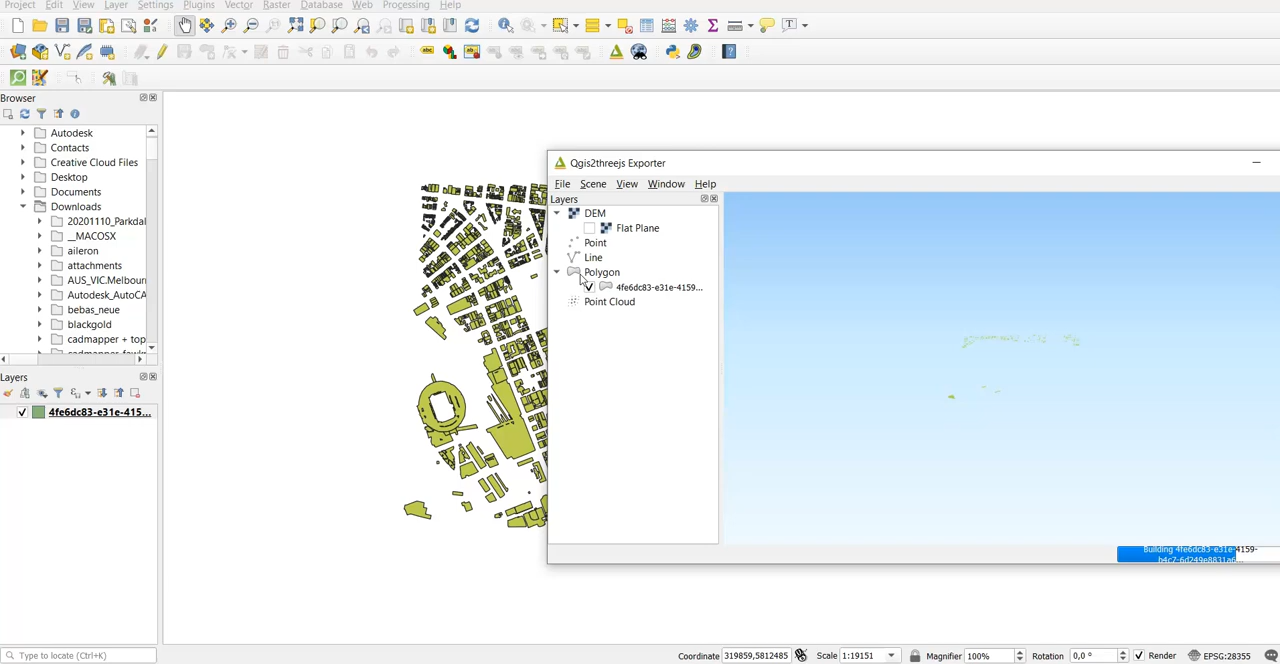 Project Edit View Layer Settings Plugins Vector Raster Database Web Processing Help
Browser
Autodesk
Contacts
Creative Cloud Files
Desktop
Documents
Downloads
20201110_Parkdal
__MACOSX
aileron
attachments
AUS_VIC.Melbourn
Autodesk_AutoCA
bebas_neue
blackgold
cadmapper + top
cadmapper_fawkn
Layers
4fe6dc83-e31e-415...
Qgis2threejs Exporter
File Scene View Window Help
Layers
DEM
Flat Plane
Point
Line
Polygon
4fe6dc83-e31e-4159...
Point Cloud
Building 4fe6dc83-e31e-4159-
b4c7-6d249e8831a6...
Type to locate (Ctrl+K)
Coordinate 319859,5812485 Scale 1:19151 Magnifier 100% Rotation 0,0 ° Render EPSG:28355